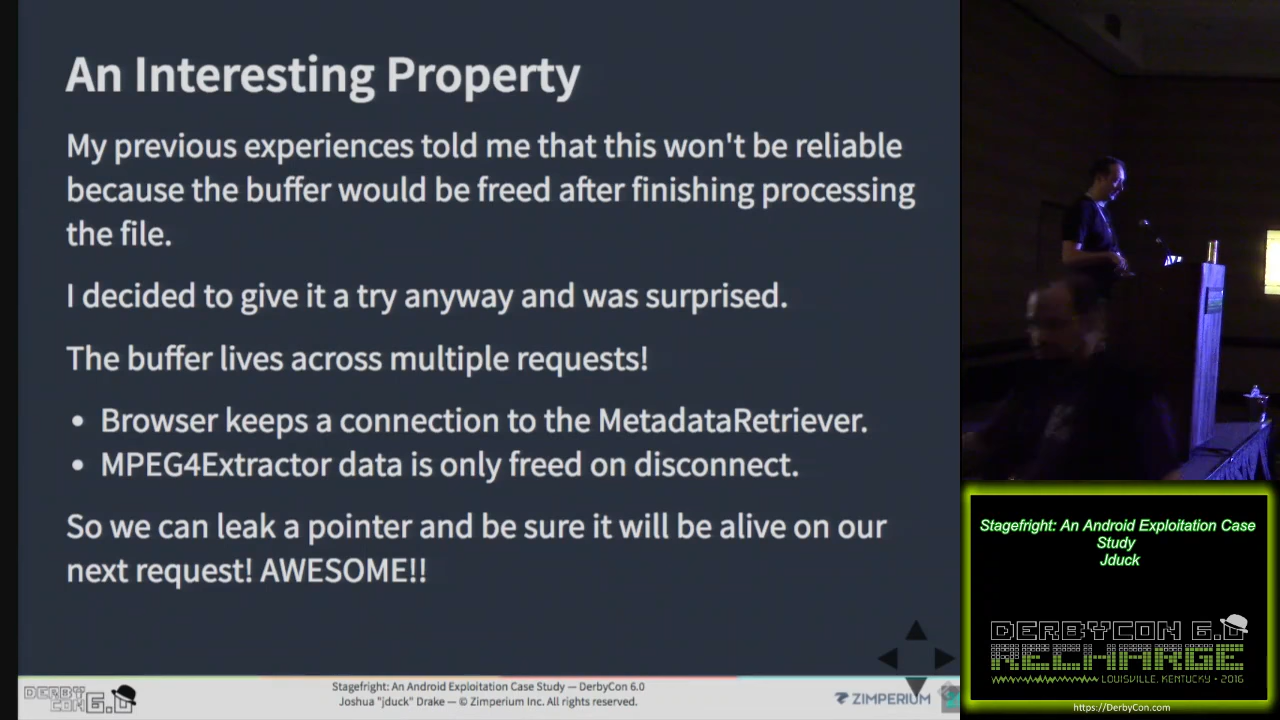 An Interesting Property
My previous experiences told me that this won't be reliable
because the buffer would be freed after finishing processing
the file.
I decided to give it a try anyway and was surprised.
The buffer lives across multiple requests!
• Browser keeps a connection to the MetadataRetriever.
• MPEG4Extractor data is only freed on disconnect.
So we can leak a pointer and be sure it will be alive on our
next request! AWESOME!!
DERBY
CON 6.0
Stagefright: An Android Exploitation Case Study — DerbyCon 6.0
Joshua "jduck" Drake — © Zimperium Inc. All rights reserved.
ZIMPERIUM
Stagefright: An Android Exploitation Case
Study
Jduck
DERBYCON 6.0
RECHARGE
LOUISVILLE, KENTUCKY • 2016
https://DerbyCon.com